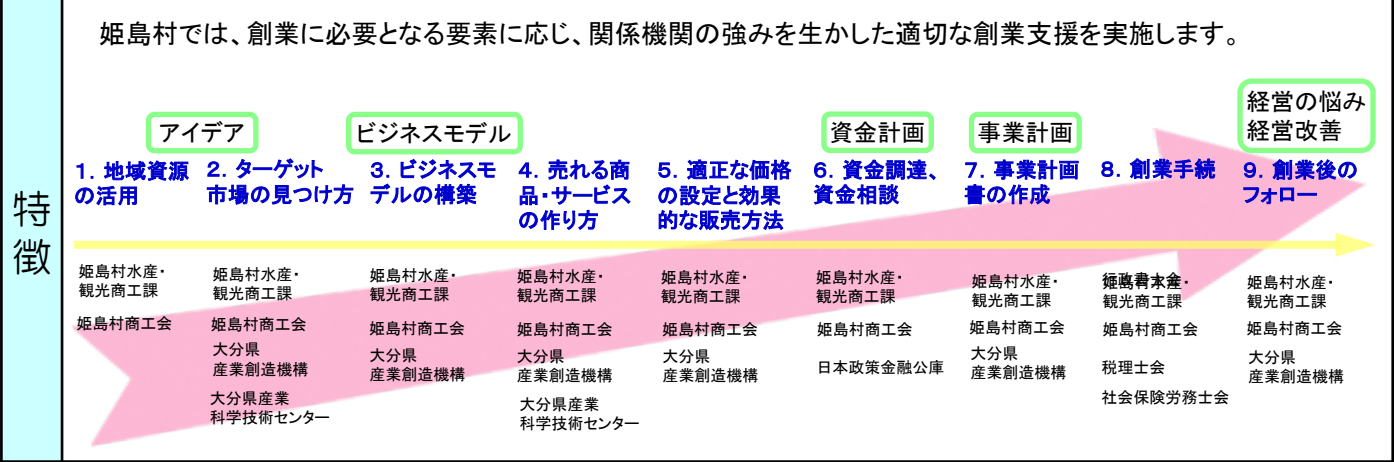 特徴
姫島村では、創業に必要となる要素に応じ、関係機関の強みを生かした適切な創業支援を実施します。
アイデア
ビジネスモデル
資金計画
事業計画
経営の悩み
経営改善
1．地域資源
の活用
2．ターゲット
市場の見つけ方
3．ビジネスモ
デルの構築
4．売れる商
品・サービス
の作り方
5．適正な価格
の設定と効果
的な販売方法
6．資金調達、
資金相談
7．事業計画
書の作成
8．創業手続
9．創業後の
フォロー
姫島村水産・
観光商工課
姫島村商工会
姫島村水産・
観光商工課
姫島村商工会
大分県
産業創造機構
大分県産業
科学技術センター
姫島村水産・
観光商工課
姫島村商工会
大分県
産業創造機構
姫島村水産・
観光商工課
姫島村商工会
大分県
産業創造機構
大分県産業
科学技術センター
姫島村水産・
観光商工課
姫島村商工会
大分県
産業創造機構
姫島村水産・
観光商工課
姫島村商工会
日本政策金融公庫
姫島村水産・
観光商工課
姫島村商工会
大分県
産業創造機構
行政書士会
姫島村水産・
観光商工課
姫島村商工会
税理士会
社会保険労務士会
姫島村水産・
観光商工課
姫島村商工会
大分県
産業創造機構